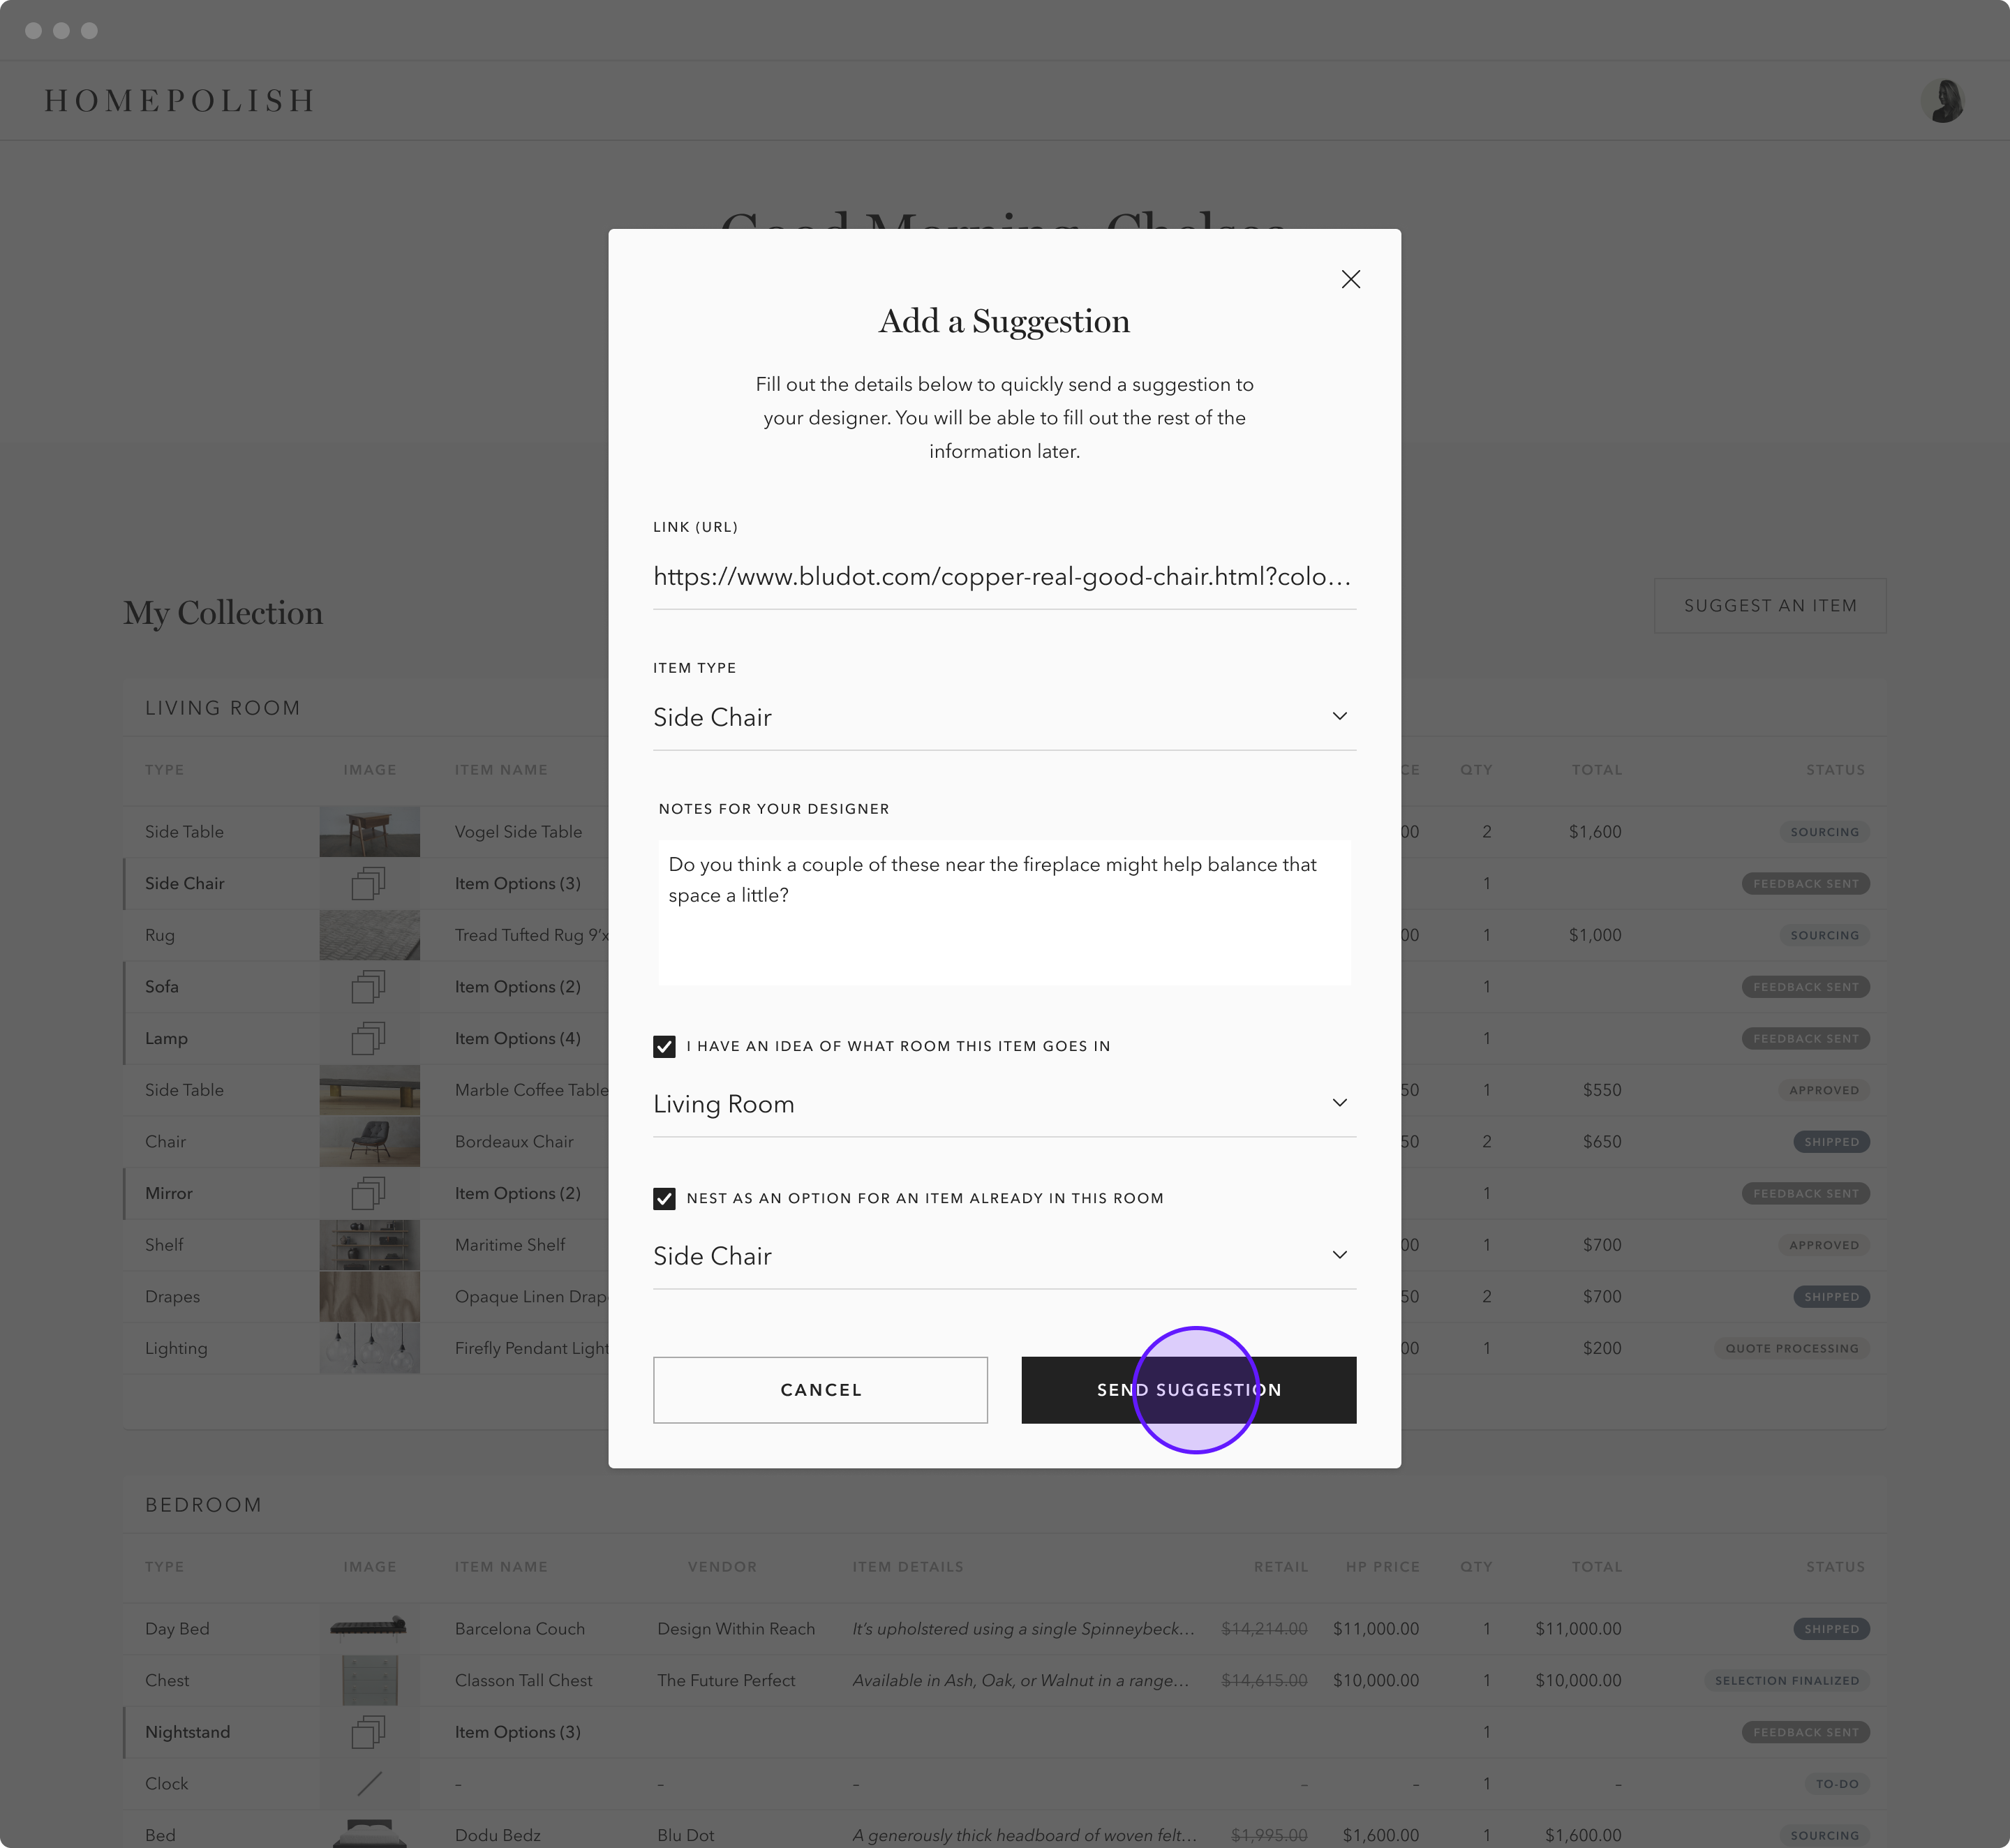 HOMEPOLISH
Good Morning, Chelsea
Add a Suggestion
Fill out the details below to quickly send a suggestion to
your designer. You will be able to fill out the rest of the
information later.
LINK (URL)
https://www.bludot.com/copper-real-good-chair.html?colo...
ITEM TYPE
Side Chair
NOTES FOR YOUR DESIGNER
Do you think a couple of these near the fireplace might help balance that
space a little?
I HAVE AN IDEA OF WHAT ROOM THIS ITEM GOES IN
Living Room
NEST AS AN OPTION FOR AN ITEM ALREADY IN THIS ROOM
Side Chair
CANCEL SEND SUGGESTION
My Collection SUGGEST AN ITEM
LIVING ROOM
TYPE IMAGE ITEM NAME CE QTY TOTAL STATUS
Side Table Vogel Side Table 00 2 $1,600 SOURCING
Side Chair Item Options (3) 1 FEEDBACK SENT
Rug Tread Tufted Rug 9'x 00 1 $1,000 SOURCING
Sofa Item Options (2) 1 FEEDBACK SENT
Lamp Item Options (4) 1 FEEDBACK SENT
Side Table Marble Coffee Table 50 1 $550 APPROVED
Chair Bordeaux Chair 50 2 $650 SHIPPED
Mirror Item Options (2) 1 FEEDBACK SENT
Shelf Maritime Shelf 00 1 $700 APPROVED
Drapes Opaque Linen Drap 50 2 $700 SHIPPED
Lighting Firefly Pendant Light 00 1 $200 QUOTE PROCESSING
BEDROOM
TYPE IMAGE ITEM NAME VENDOR ITEM DETAILS RETAIL HP PRICE QTY TOTAL STATUS
Day Bed Barcelona Couch Design Within Reach It's upholstered using a single Spinneybeck... $14,214.00 $11,000.00 1 $11,000.00 SHIPPED
Chest Classon Tall Chest The Future Perfect Available in Ash, Oak, or Walnut in a range... $14,615.00 $10,000.00 1 $10,000.00 SELECTION FINALIZED
Nightstand Item Options (3) 1 FEEDBACK SENT
Clock – – – – – 1 – TO-DO
Bed Dodu Bedz Blu Dot A generously thick headboard of woven felt... $1,995.00 $1,600.00 1 $1,600.00 SOURCING